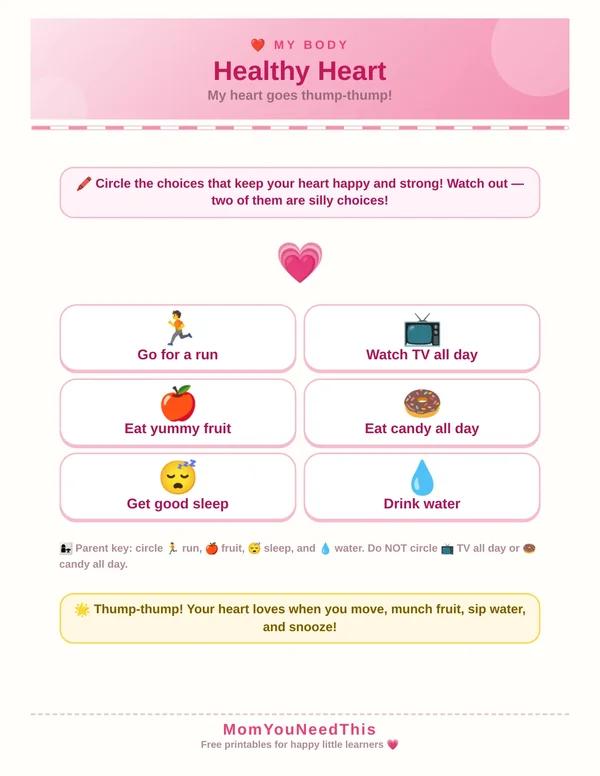 ❤️ MY BODY
Healthy Heart
My heart goes thump-thump!
🖍️ Circle the choices that keep your heart happy and strong! Watch out —
two of them are silly choices!
Go for a run
Watch TV all day
Eat yummy fruit
Eat candy all day
Get good sleep
Drink water
👩‍👧 Parent key: circle 🏃 run, 🍎 fruit, 😴 sleep, and 💧 water. Do NOT circle 📺 TV all day or 🍩
candy all day.
🌟 Thump-thump! Your heart loves when you move, munch fruit, sip water,
and snooze!
MomYouNeedThis
Free printables for happy little learners 💗